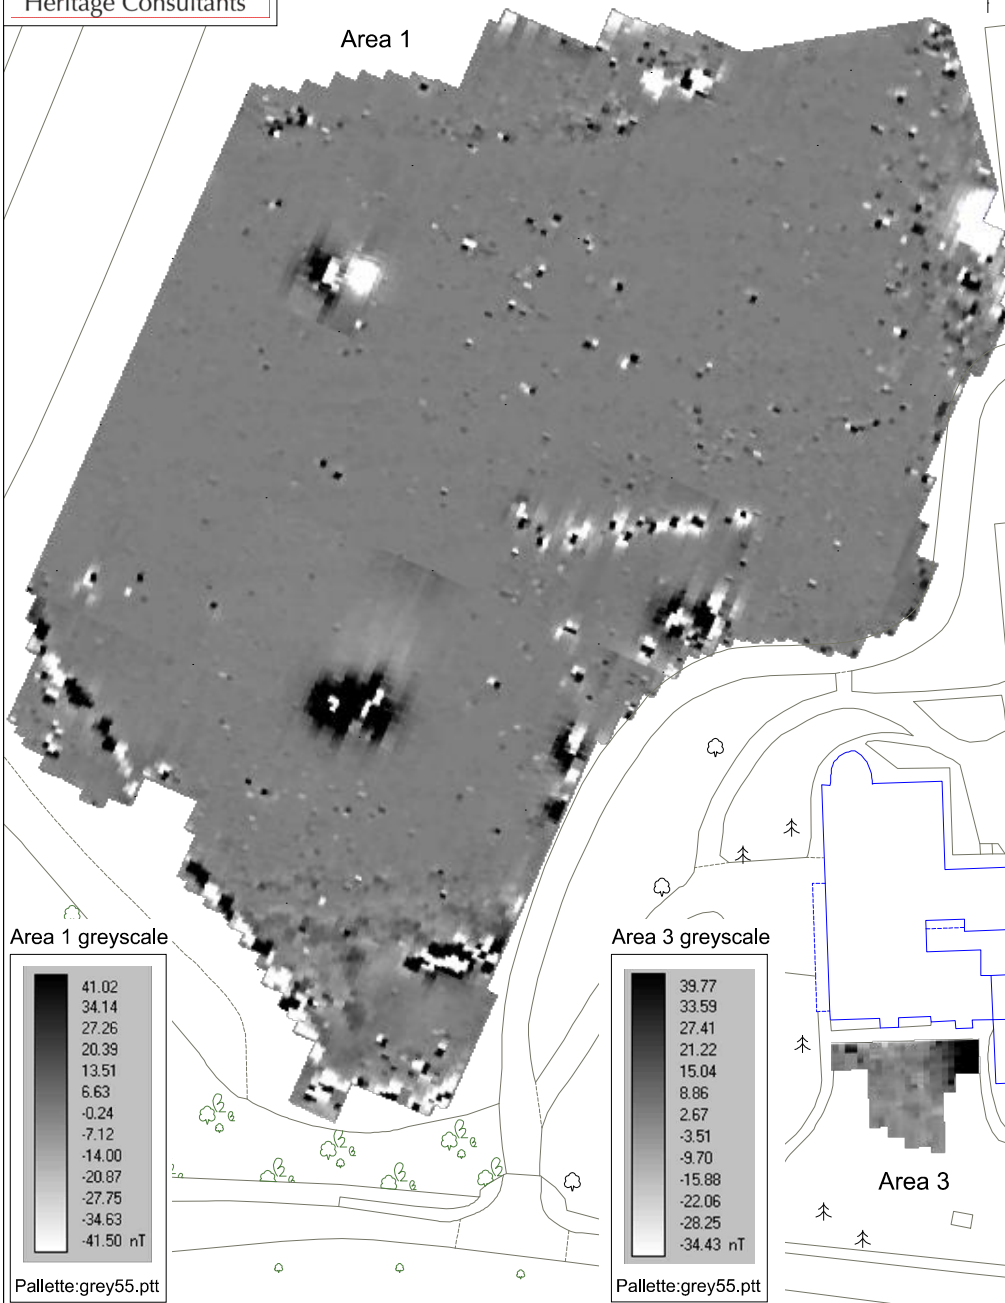 Heritage Consultants
Area 1
Area 1 greyscale
41.02
34.14
27.26
20.39
13.51
6.63
-0.24
-7.12
-14.00
-20.87
-27.75
-34.63
-41.50 nT
Pallette:grey55.ptt
Area 3 greyscale
39.77
33.59
27.41
21.22
15.04
8.86
2.67
-3.51
-9.70
-15.88
-22.06
-28.25
-34.43 nT
Pallette:grey55.ptt
Area 3